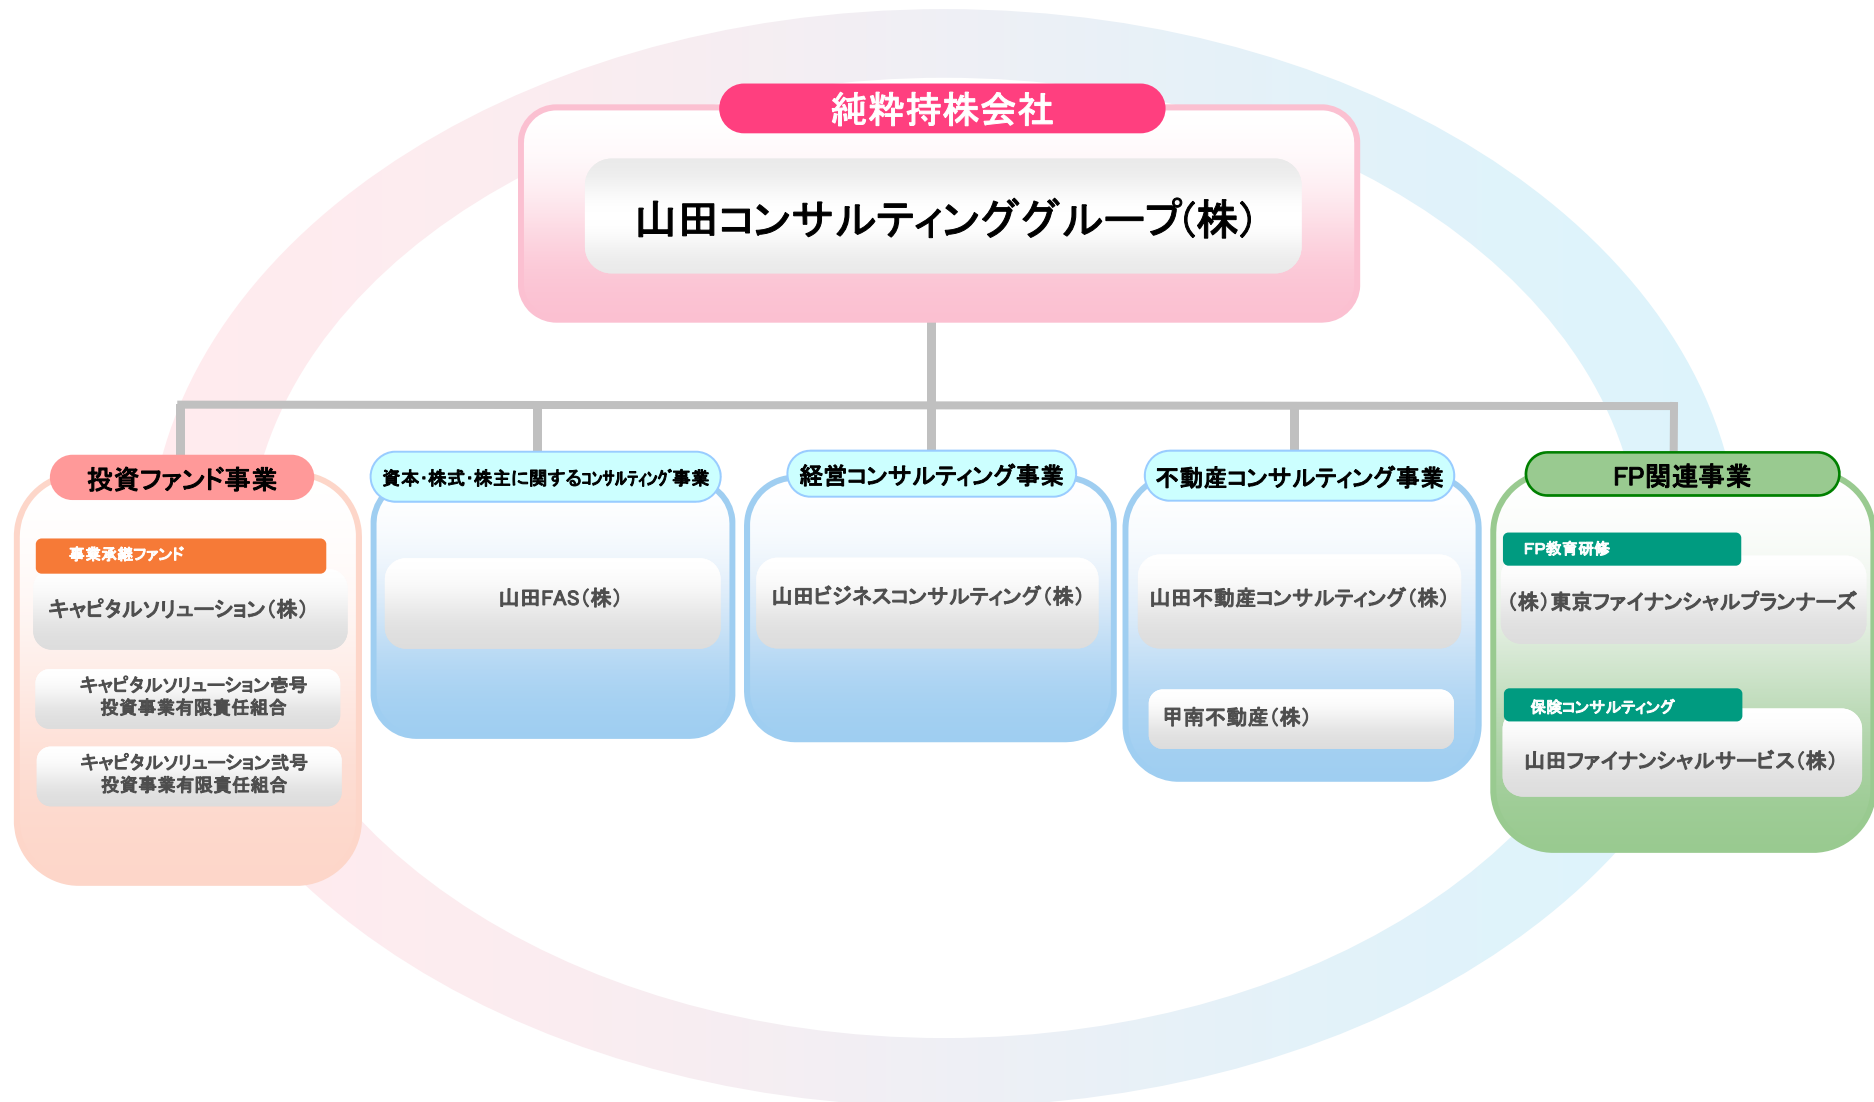 純粋持株会社
山田コンサルティンググループ(株)
投資ファンド事業
事業承継ファンド
キャピタルソリューション(株)
キャピタルソリューション壱号
投資事業有限責任組合
キャピタルソリューション弐号
投資事業有限責任組合
資本・株式・株主に関するｺﾝｻﾙﾃｨﾝｸﾞ事業
山田FAS(株)
経営コンサルティング事業
山田ビジネスコンサルティング(株)
不動産コンサルティング事業
山田不動産コンサルティング(株)
甲南不動産(株)
FP関連事業
FP教育研修
(株)東京ファイナンシャルプランナーズ
保険コンサルティング
山田ファイナンシャルサービス(株)